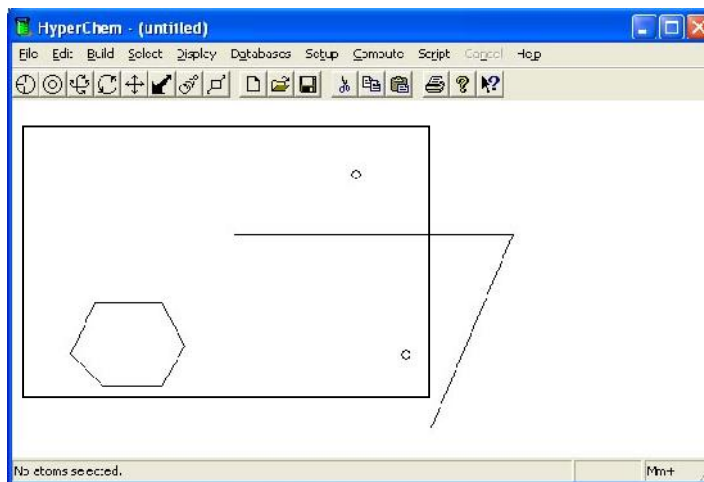 HyperChem - (untitled)
File Edit Build Select Display Databases Setup Compute Script Cancel Help
No atoms selected. Mm+